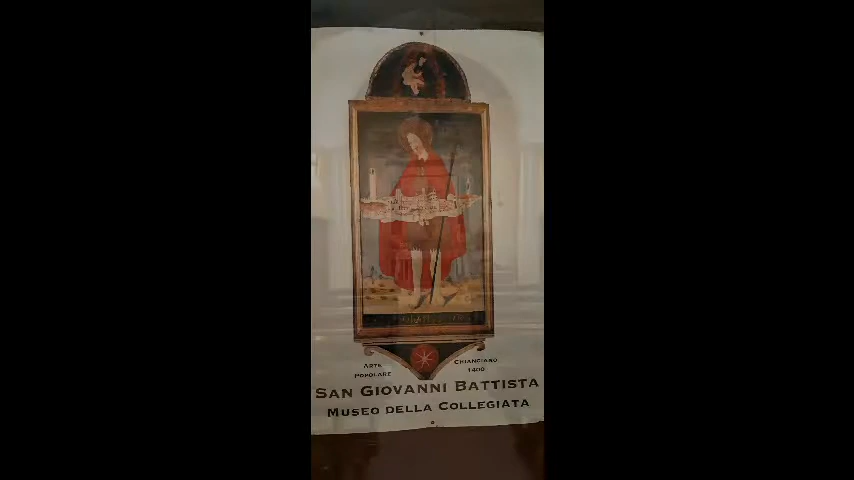 ARTE
POPOLARE
CHIANCIANO
1400
SAN GIOVANNI BATTISTA
MUSEO DELLA COLLEGIATA